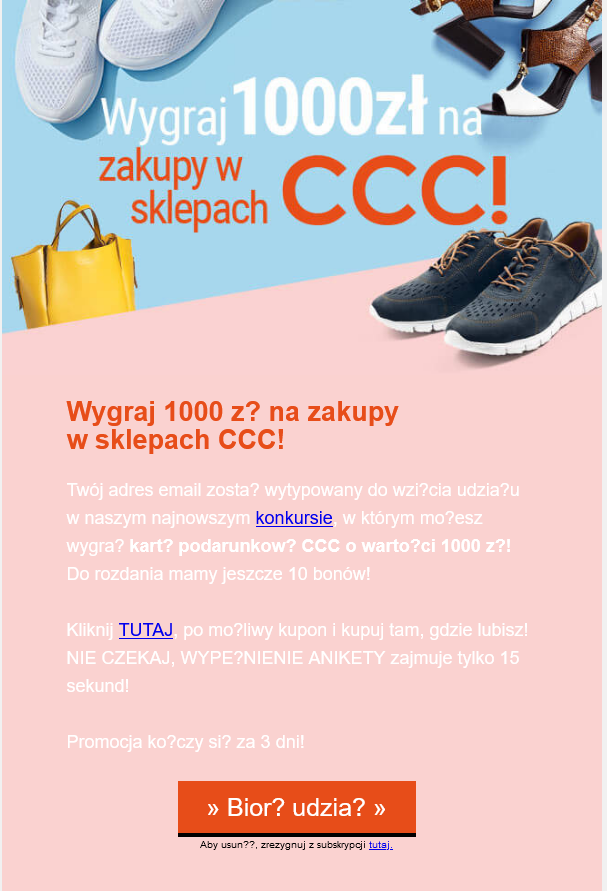 Wygraj 1000zł na
zakupy w
sklepach CCC!
Wygraj 1000 z? na zakupy
w sklepach CCC!
Twój adres email zosta? wytypowany do wzi?cia udzia?u
w naszym najnowszym konkursie, w którym mo?esz
wygra? kart? podarunkow? CCC o warto?ci 1000 z?!
Do rozdania mamy jeszcze 10 bonów!
Kliknij TUTAJ, po mo?liwy kupon i kupuj tam, gdzie lubisz!
NIE CZEKAJ, WYPE?NIENIE ANIKETY zajmuje tylko 15
sekund!
Promocja ko?czy si? za 3 dni!
» Bior? udzia? »
Aby usun??, zrezygnuj z subskrypcji tutaj.